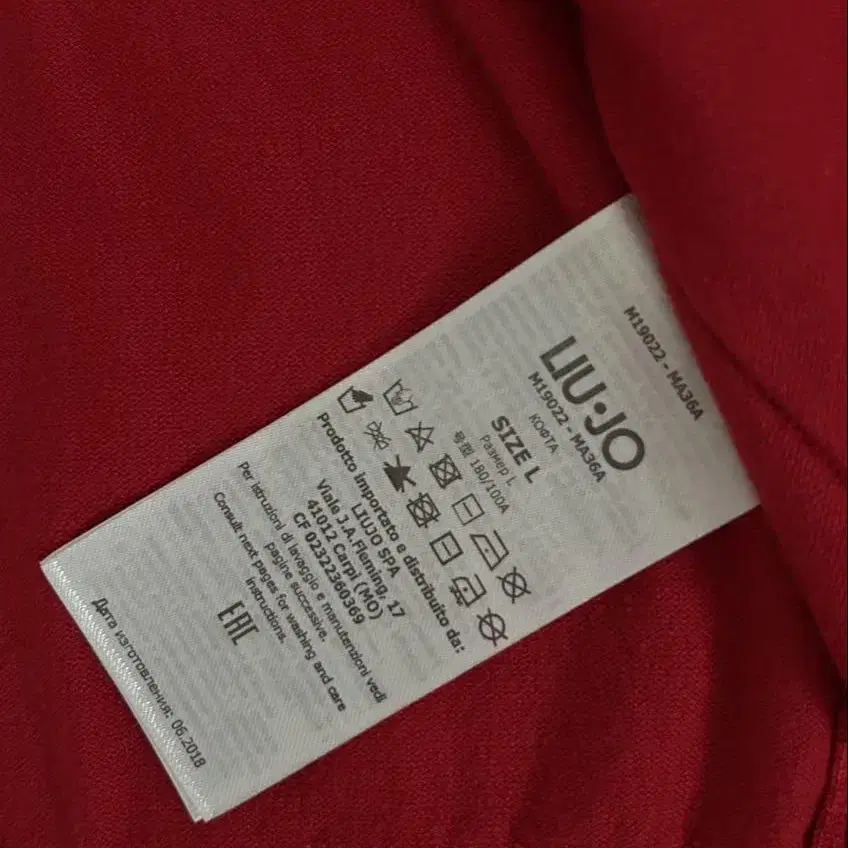 M19022 - MA36A
LIU·JO
M19022 - MA36A
КОФТА
SIZE L
Размер L
号型 180/100A
Prodotto importato e distribuito da:
LIUJO SPA
Viale J.A.Fleming, 17
41012 Carpi (MO)
CF 02322360369
Per istruzioni di lavaggio e manutenzioni vedi
pagine successive.
Consult next pages for washing and care
instructions.
EAC
Дата изготовления: 06.2018